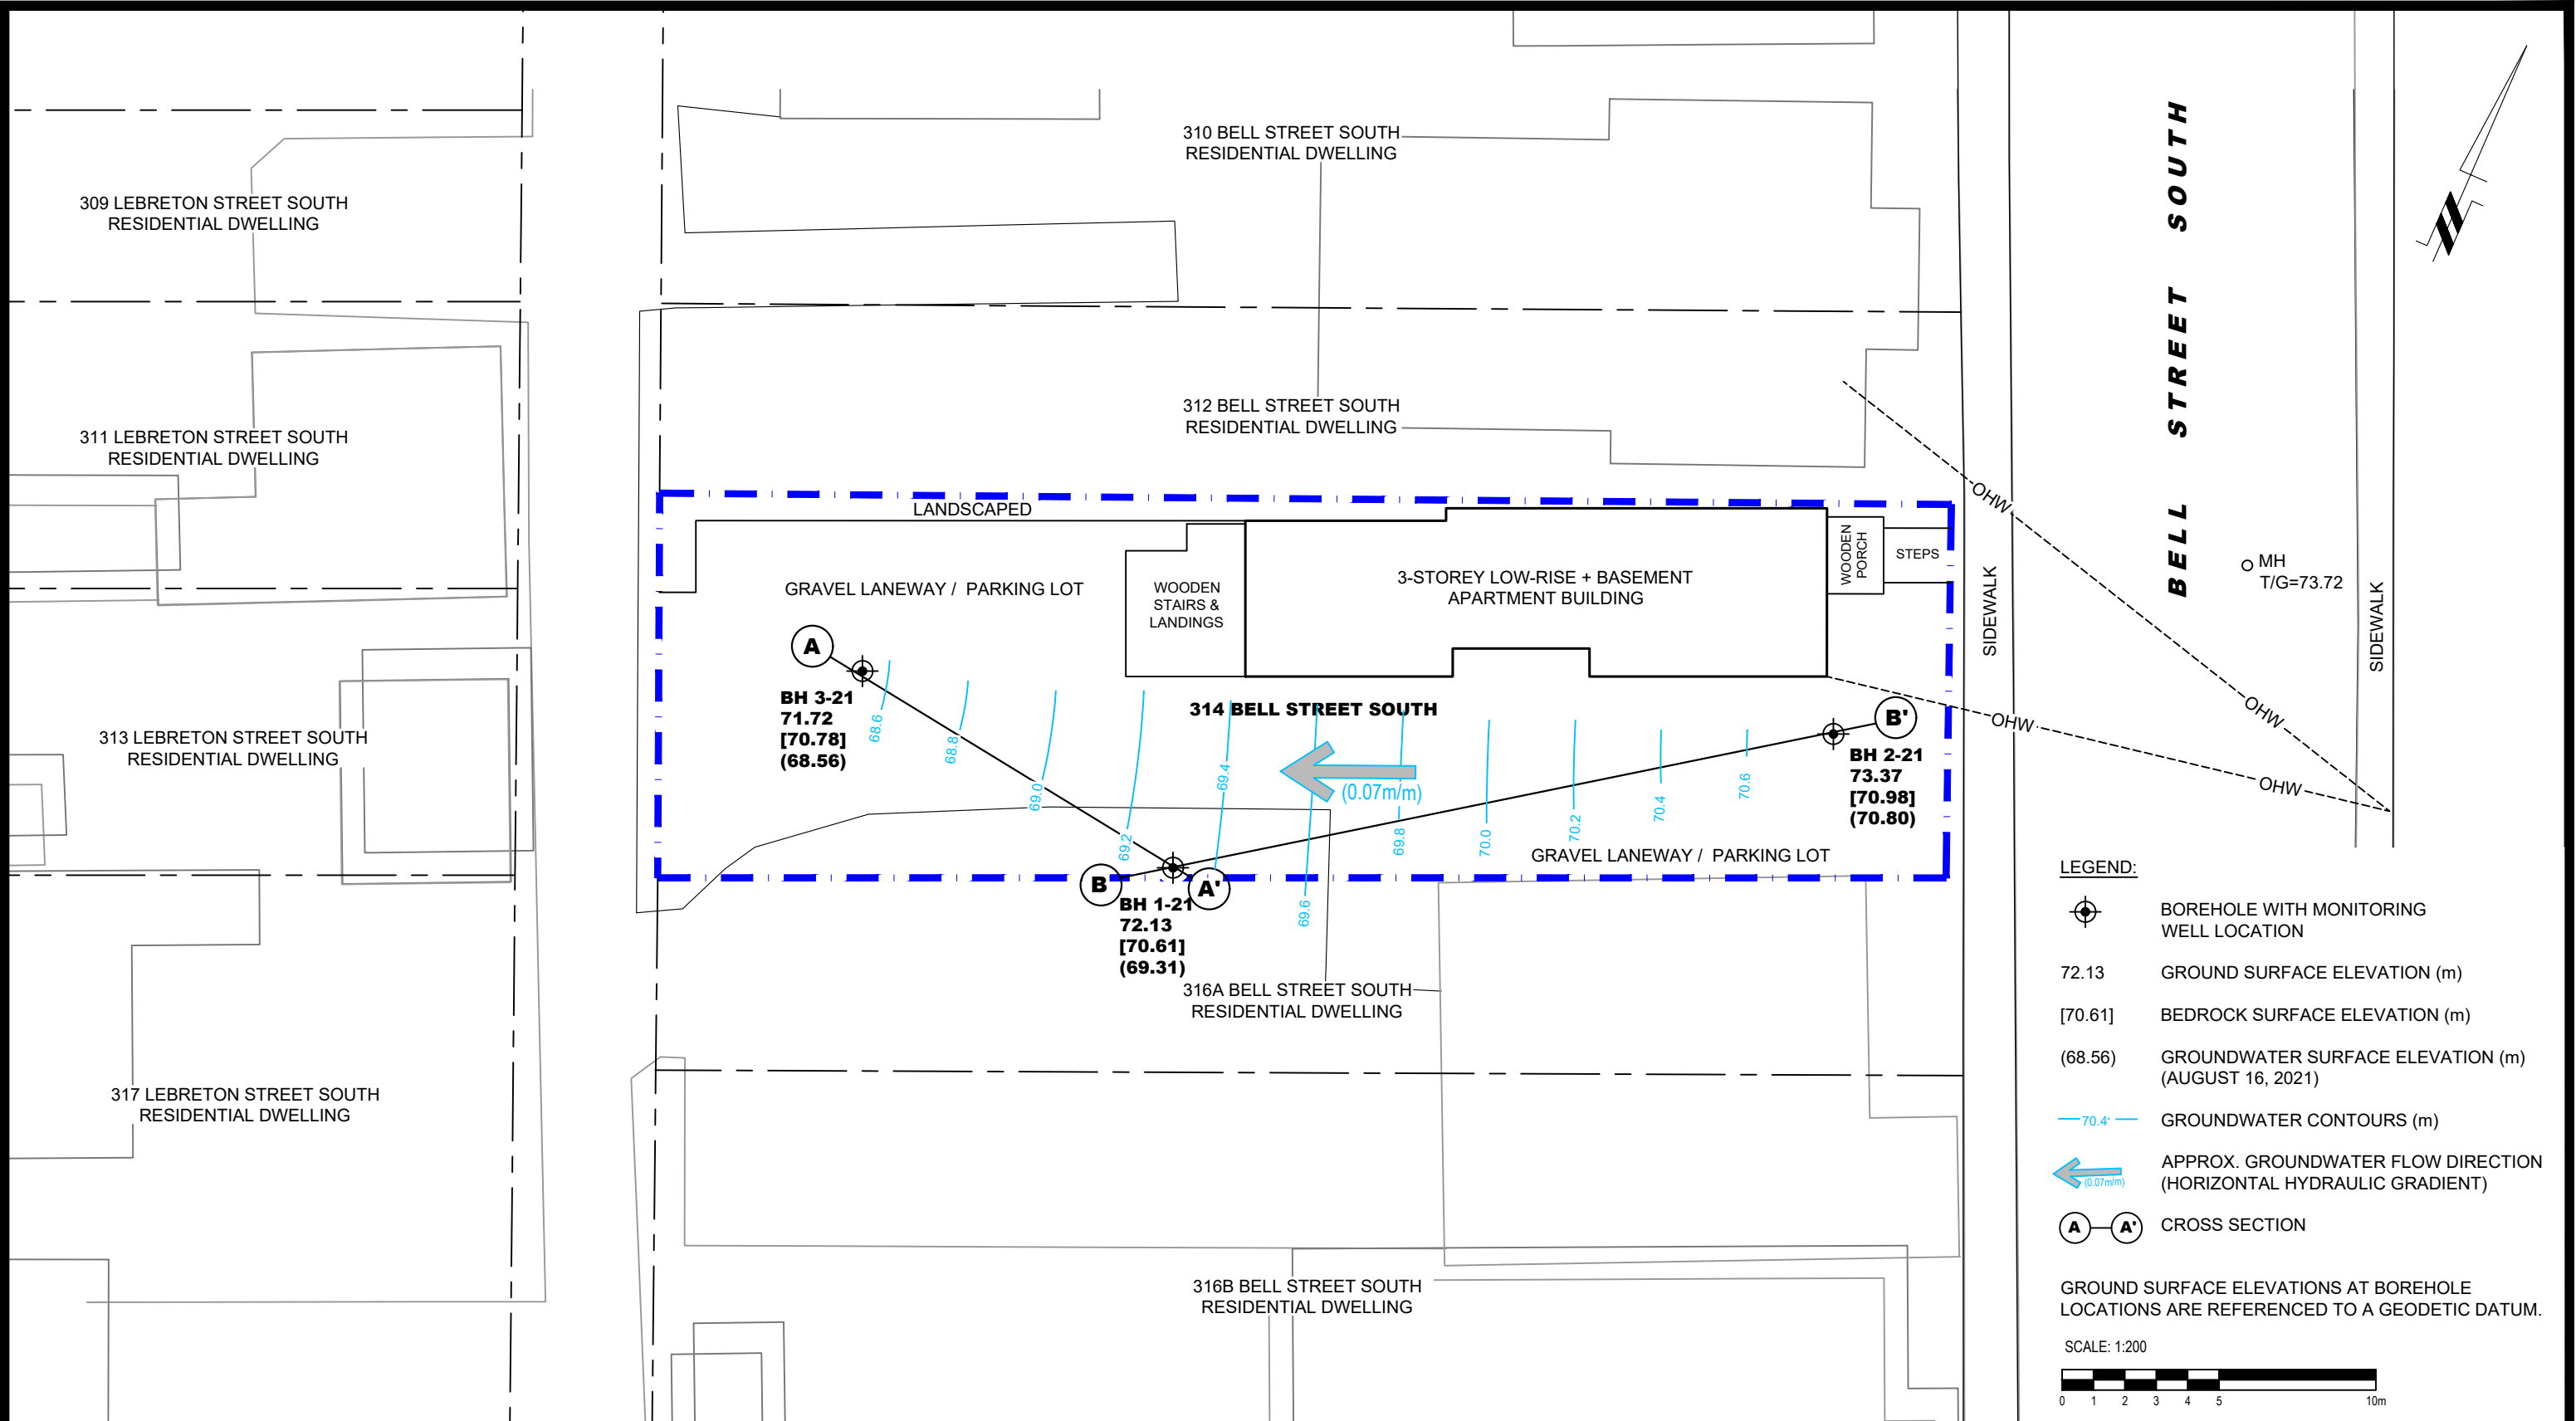 310 BELL STREET SOUTH
RESIDENTIAL DWELLING
309 LEBRETON STREET SOUTH
RESIDENTIAL DWELLING
BELL STREET SOUTH
312 BELL STREET SOUTH
RESIDENTIAL DWELLING
311 LEBRETON STREET SOUTH
RESIDENTIAL DWELLING
OHW
LANDSCAPED
WOODEN
PORCH
STEPS
MH
T/G=73.72
SIDEWALK
SIDEWALK
GRAVEL LANEWAY / PARKING LOT
WOODEN
STAIRS &
LANDINGS
3-STOREY LOW-RISE + BASEMENT
APARTMENT BUILDING
A
BH 3-21
71.72
[70.78]
(68.56)
314 BELL STREET SOUTH
B'
OHW
OHW
OHW
BH 2-21
73.37
[70.98]
(70.80)
313 LEBRETON STREET SOUTH
RESIDENTIAL DWELLING
68.6
68.8
69.0
69.2
69.4
69.6
69.8
70.0
70.2
70.4
70.6
(0.07m/m)
GRAVEL LANEWAY / PARKING LOT
B
A'
BH 1-21
72.13
[70.61]
(69.31)
316A BELL STREET SOUTH
RESIDENTIAL DWELLING
317 LEBRETON STREET SOUTH
RESIDENTIAL DWELLING
316B BELL STREET SOUTH
RESIDENTIAL DWELLING
LEGEND:
BOREHOLE WITH MONITORING
WELL LOCATION
72.13 GROUND SURFACE ELEVATION (m)
[70.61] BEDROCK SURFACE ELEVATION (m)
(68.56) GROUNDWATER SURFACE ELEVATION (m)
(AUGUST 16, 2021)
70.4 GROUNDWATER CONTOURS (m)
(0.07m/m) APPROX. GROUNDWATER FLOW DIRECTION
(HORIZONTAL HYDRAULIC GRADIENT)
A A' CROSS SECTION
GROUND SURFACE ELEVATIONS AT BOREHOLE
LOCATIONS ARE REFERENCED TO A GEODETIC DATUM.
SCALE: 1:200
0 1 2 3 4 5 10m